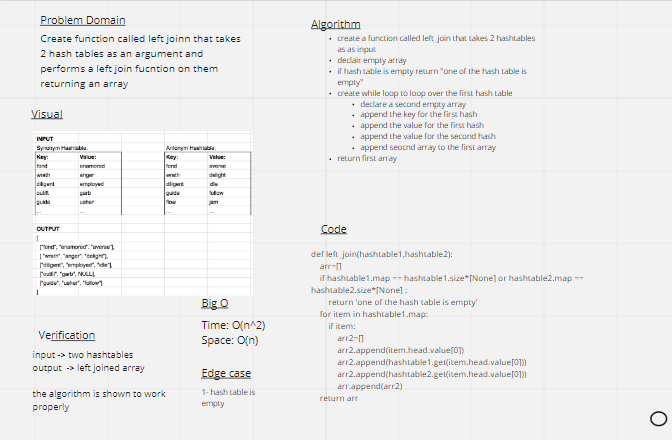 Problem Domain
Create function called left joinn that takes
2 hash tables as an argument and
performs a left join fucntion on them
returning an array
Visual
INPUT
Synonym Hashtable:
Antonym Hashtable:
Key: Value:
Key: Value:
fond enamored
fond averse
wrath anger
wrath delight
diligent employed
diligent idle
outfit garb
guide follow
guide usher
flow jam
... ...
... ...
OUTPUT
[
["fond", "enamored", "averse"],
["wrath", "anger", "delight"],
["diligent", "employed", "idle"],
["outfit", "garb", NULL],
["guide", "usher", "follow"]
]
Verification
input -> two hashtables
output -> left joined array
the algorithm is shown to work
properly
Big O
Time: O(n^2)
Space: O(n)
Edge case
1- hash table is
empty
Algorithm
• create a function called left_join that takes 2 hashtables
as as input
• declair empty array
• if hash table is empty return "one of the hash table is
empty"
• create while loop to loop over the first hash table
• declare a second empty array
• append the key for the first hash
• append the value for the first hash
• append the value for the second hash
• append seocnd array to the first array
• return first array
Code
def left_join(hashtable1,hashtable2):
arr=[]
if hashtable1.map == hashtable1.size*[None] or hashtable2.map ==
hashtable2.size*[None] :
return 'one of the hash table is empty'
for item in hashtable1.map:
if item:
arr2=[]
arr2.append(item.head.value[0])
arr2.append(hashtable1.get(item.head.value[0]))
arr2.append(hashtable2.get(item.head.value[0]))
arr.append(arr2)
return arr